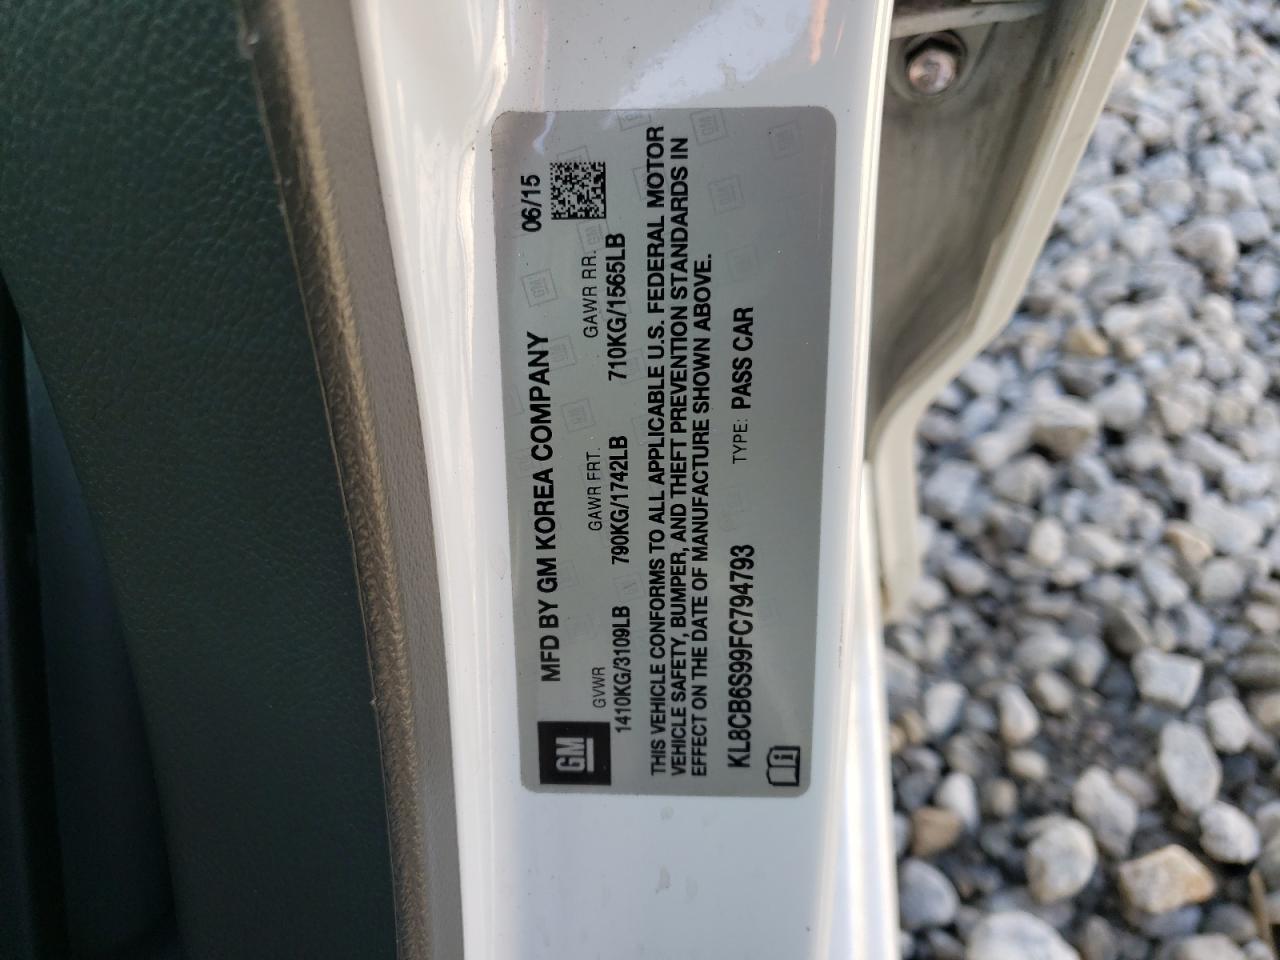 MFD BY GM KOREA COMPANY 06/15
GM
GVWR GAWR FRT. GAWR RR.
1410KG/3109LB 790KG/1742LB 710KG/1565LB
THIS VEHICLE CONFORMS TO ALL APPLICABLE U.S. FEDERAL MOTOR
VEHICLE SAFETY, BUMPER, AND THEFT PREVENTION STANDARDS IN
EFFECT ON THE DATE OF MANUFACTURE SHOWN ABOVE.
KL8CB6S99FC794793 TYPE: PASS CAR